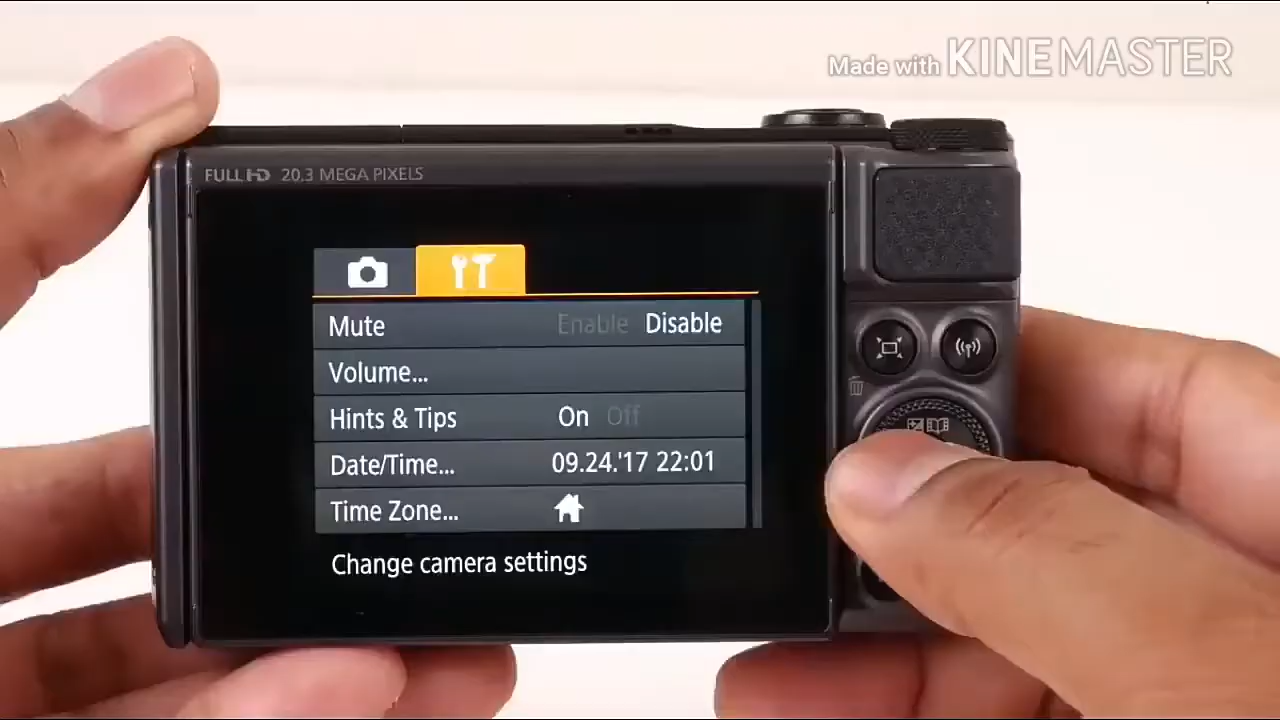 Made with KINEMASTER
FULL HD 20.3 MEGA PIXELS
Mute Enable Disable
Volume...
Hints & Tips On Off
Date/Time... 09.24.'17 22:01
Time Zone...
Change camera settings